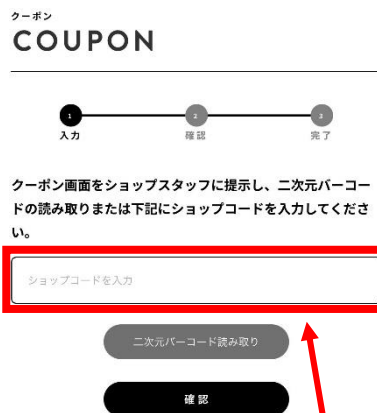 クーポン
COUPON
1 2 3
入力 確認 完了
クーポン画面をショップスタッフに提示し、二次元バーコー
ドの読み取りまたは下記にショップコードを入力してくださ
い。
ショップコードを入力
二次元バーコード読み取り
確認